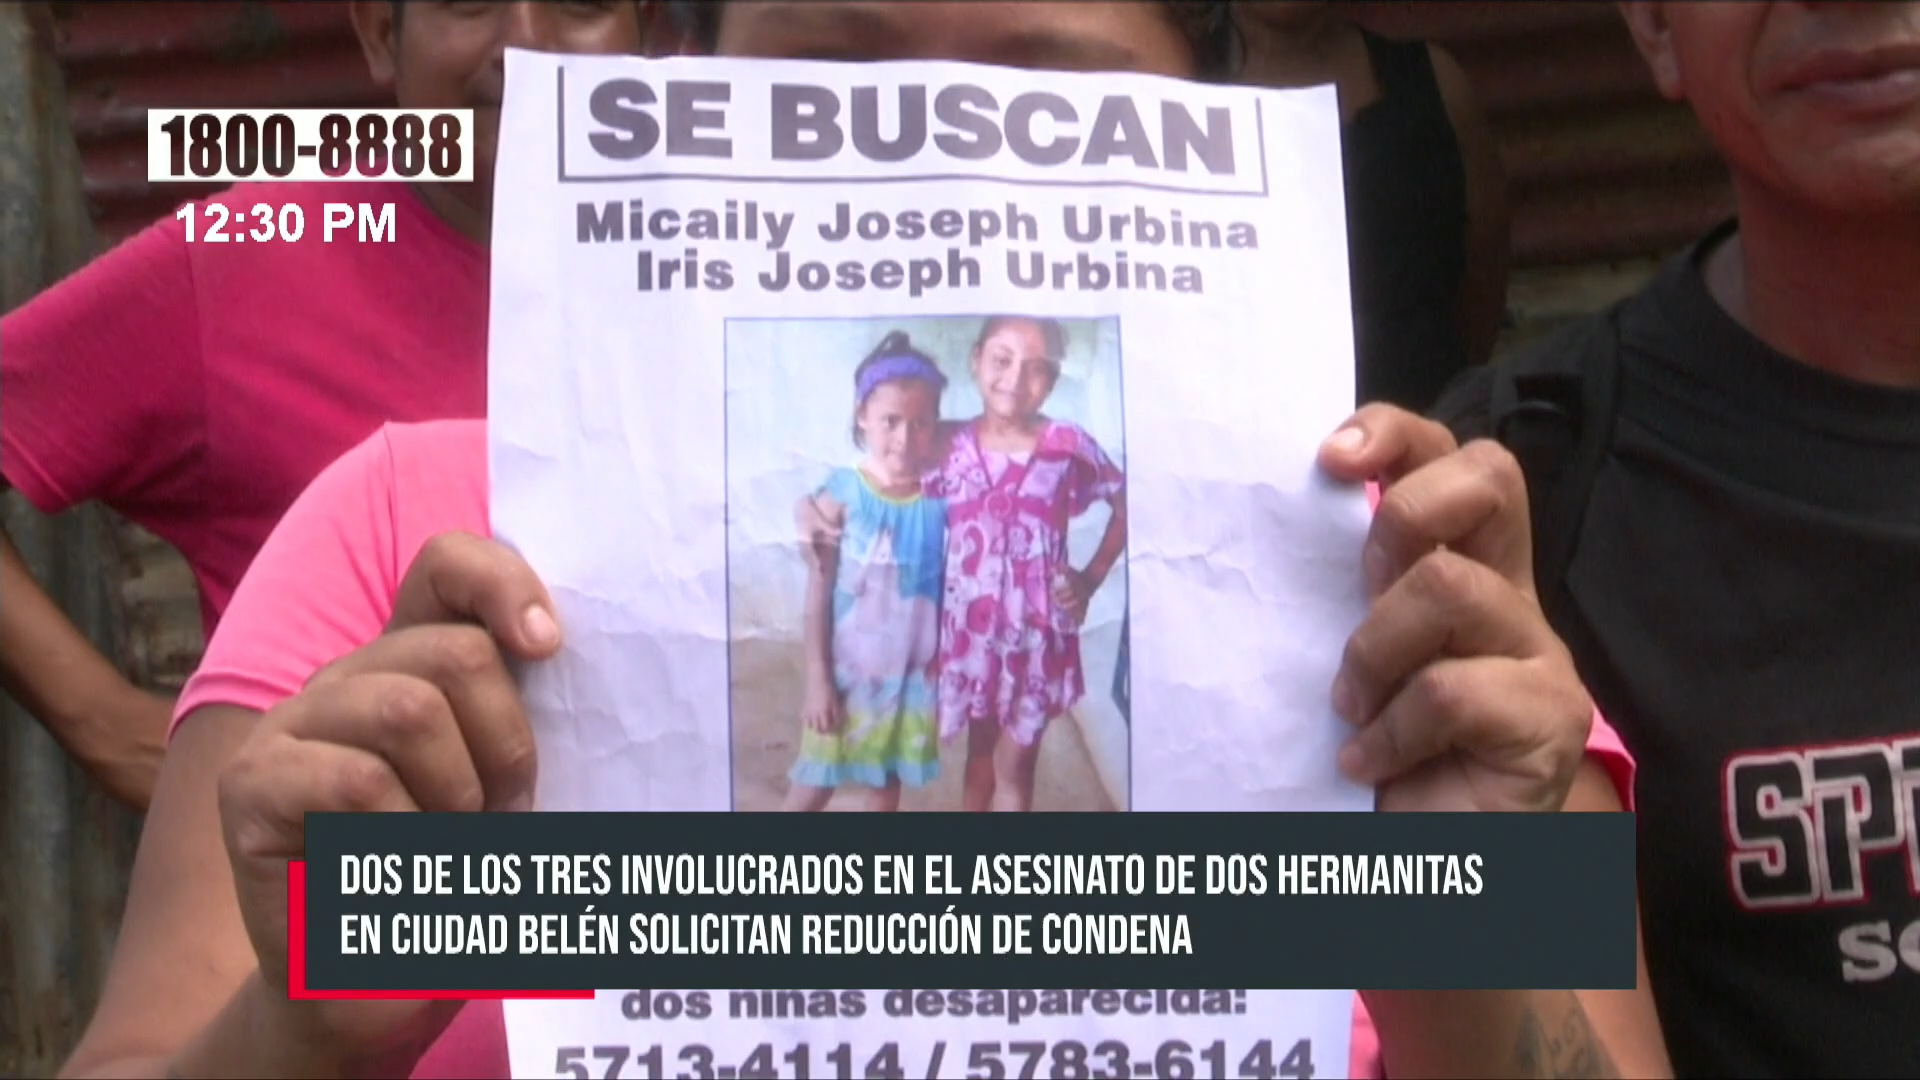 1800-8888
12:30 PM
SE BUSCAN
Micaily Joseph Urbina
Iris Joseph Urbina
DOS DE LOS TRES INVOLUCRADOS EN EL ASESINATO DE DOS HERMANITAS
EN CIUDAD BELÉN SOLICITAN REDUCCIÓN DE CONDENA
dos niñas desaparecida:
5713-4114 / 5783-6144